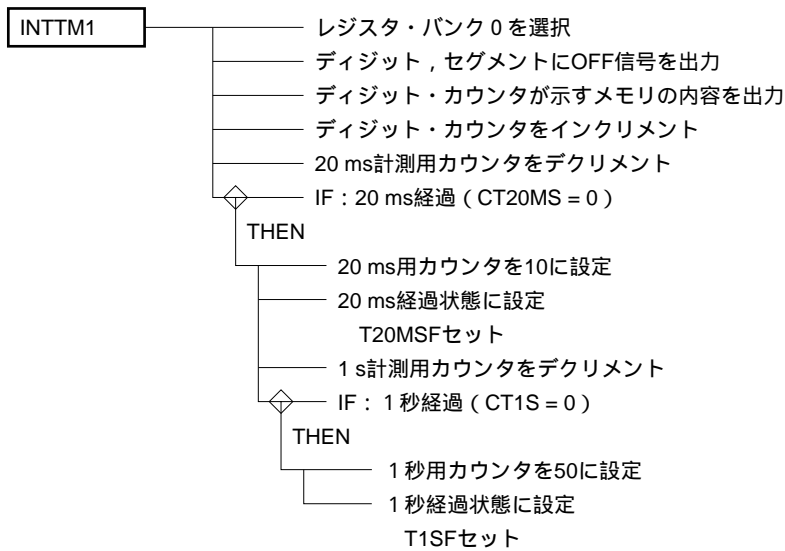 INTTM1
レジスタ・バンク０を選択
ディジット，セグメントにOFF信号を出力
ディジット・カウンタが示すメモリの内容を出力
ディジット・カウンタをインクリメント
20 ms計測用カウンタをデクリメント
IF：20 ms経過（CT20MS = 0）
THEN
20 ms用カウンタを10に設定
20 ms経過状態に設定
T20MSFセット
1 s計測用カウンタをデクリメント
IF：１秒経過（CT1S = 0）
THEN
１秒用カウンタを50に設定
１秒経過状態に設定
T1SFセット